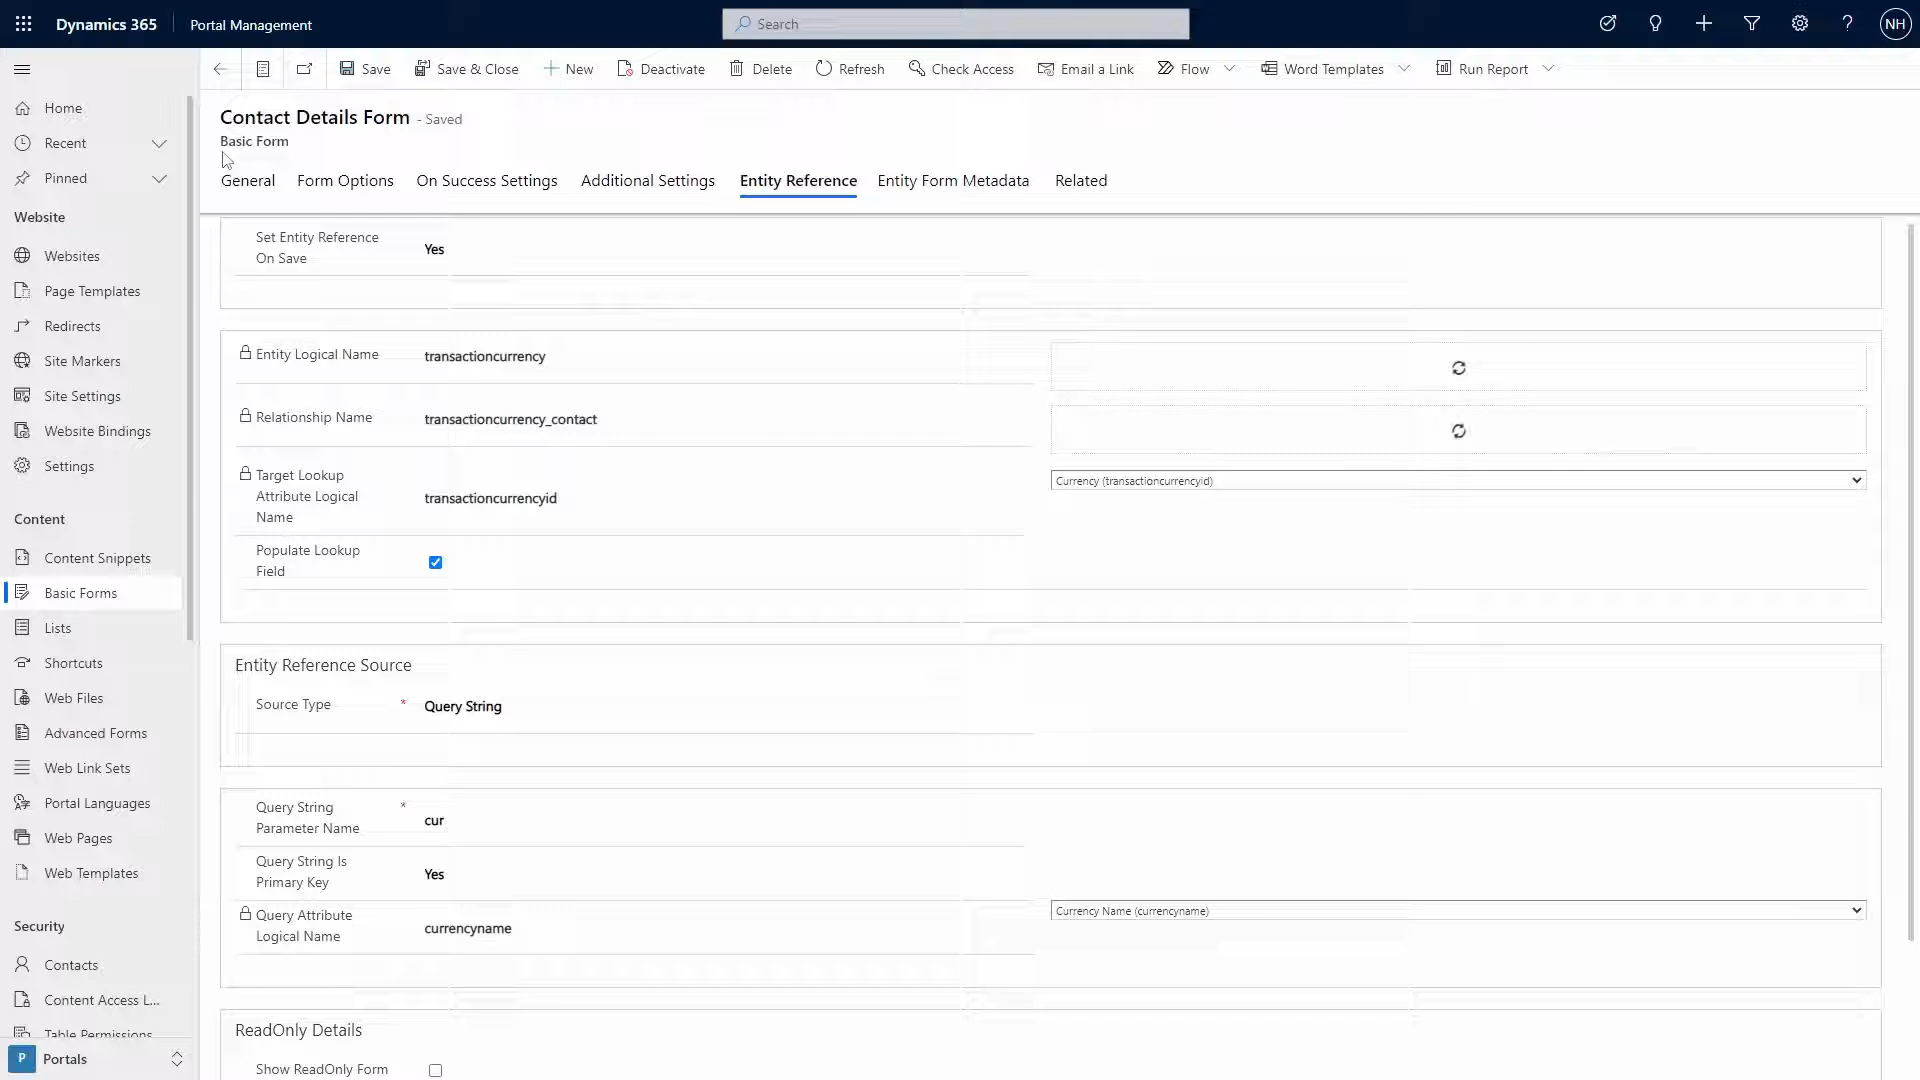 Dynamics 365
Portal Management
Search
NH
Save
Save & Close
New
Deactivate
Delete
Refresh
Check Access
Email a Link
Flow
Word Templates
Run Report
Home
Recent
Pinned
Website
Websites
Page Templates
Redirects
Site Markers
Site Settings
Website Bindings
Settings
Content
Content Snippets
Basic Forms
Lists
Shortcuts
Web Files
Advanced Forms
Web Link Sets
Portal Languages
Web Pages
Web Templates
Security
Contacts
Content Access L...
Table Permissions
P
Portals
Contact Details Form - Saved
Basic Form
General
Form Options
On Success Settings
Additional Settings
Entity Reference
Entity Form Metadata
Related
Set Entity Reference
On Save
Yes
Entity Logical Name
transactioncurrency
Relationship Name
transactioncurrency_contact
Target Lookup
Attribute Logical
Name
transactioncurrencyid
Currency (transactioncurrencyid)
Populate Lookup
Field
Entity Reference Source
Source Type *
Query String
Query String *
Parameter Name
cur
Query String Is
Primary Key
Yes
Query Attribute
Logical Name
currencyname
Currency Name (currencyname)
ReadOnly Details
Show ReadOnly Form